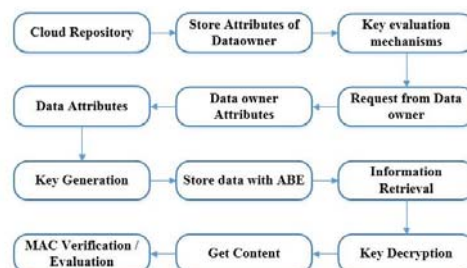 Cloud Repository
Store Attributes of
Dataowner
Key evaluation
mechanisms
Data Attributes
Data owner
Attributes
Request from Data
owner
Key Generation
Store data with ABE
Information
Retrieval
MAC Verification /
Evaluation
Get Content
Key Decryption